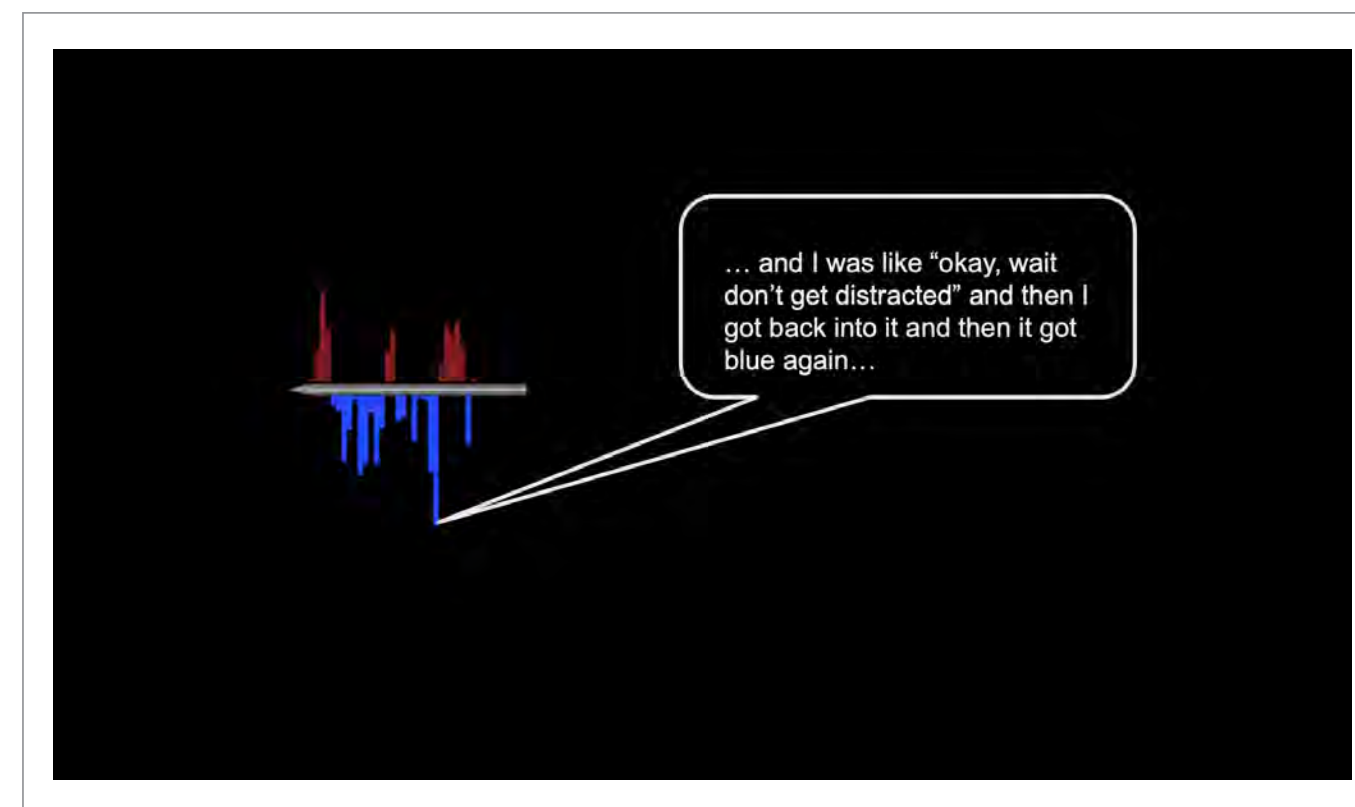 … and I was like “okay, wait
don’t get distracted” and then I
got back into it and then it got
blue again…